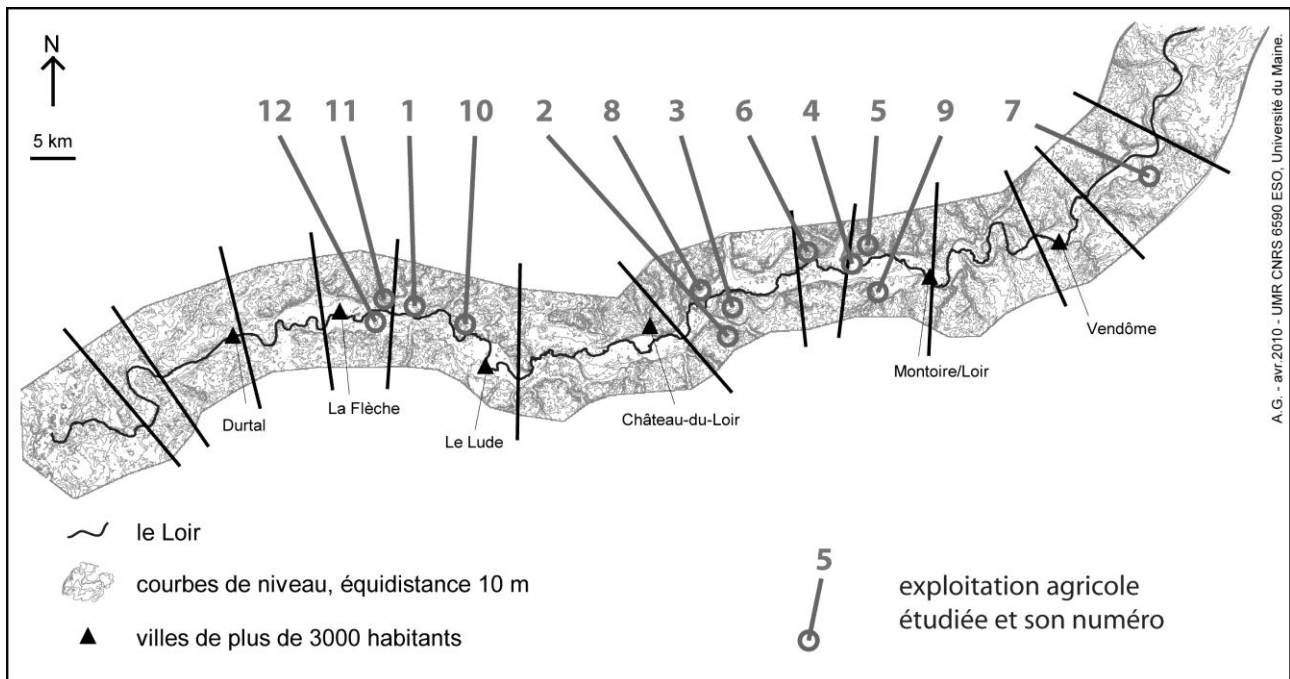 N
5 km
12 11 1 10 2 8 3 6 4 5 9 7
Durtal
La Flèche
Le Lude
Château-du-Loir
Montoire/Loir
Vendôme
le Loir
courbes de niveau, équidistance 10 m
villes de plus de 3000 habitants
5
exploitation agricole
étudiée et son numéro
A.G. - avr.2010 - UMR CNRS 6590 ESO, Université du Maine.